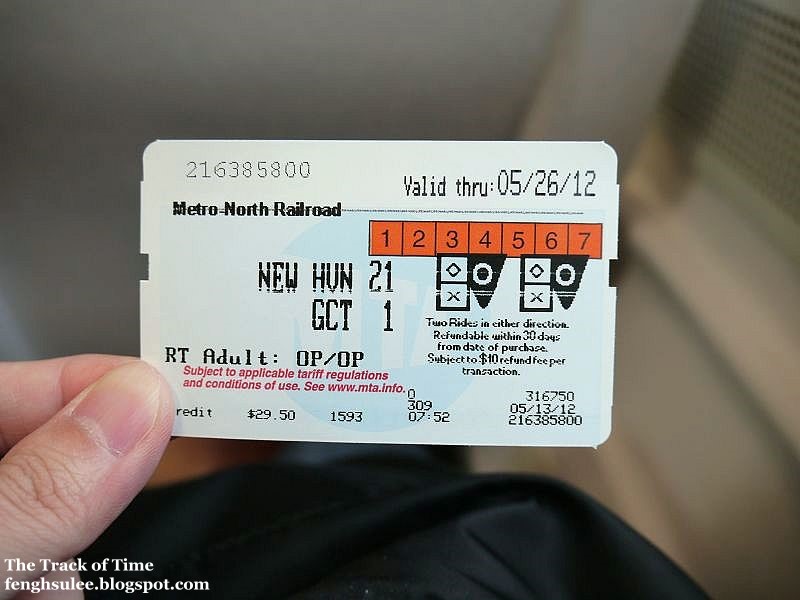 216385800
Valid thru: 05/26/12
Metro-North Railroad
1 2 3 4 5 6 7
NEW HVN 21
GCT 1
Two Rides in either direction.
Refundable within 30 days
from date of purchase.
Subject to $10 refund fee per
transaction.
RT Adult: OP/OP
Subject to applicable tariff regulations
and conditions of use. See www.mta.info.
0 316750
309 05/13/12
redit $29.50 1593 07:52 216385800
MTA
The Track of Time
fenghsulee.blogspot.com